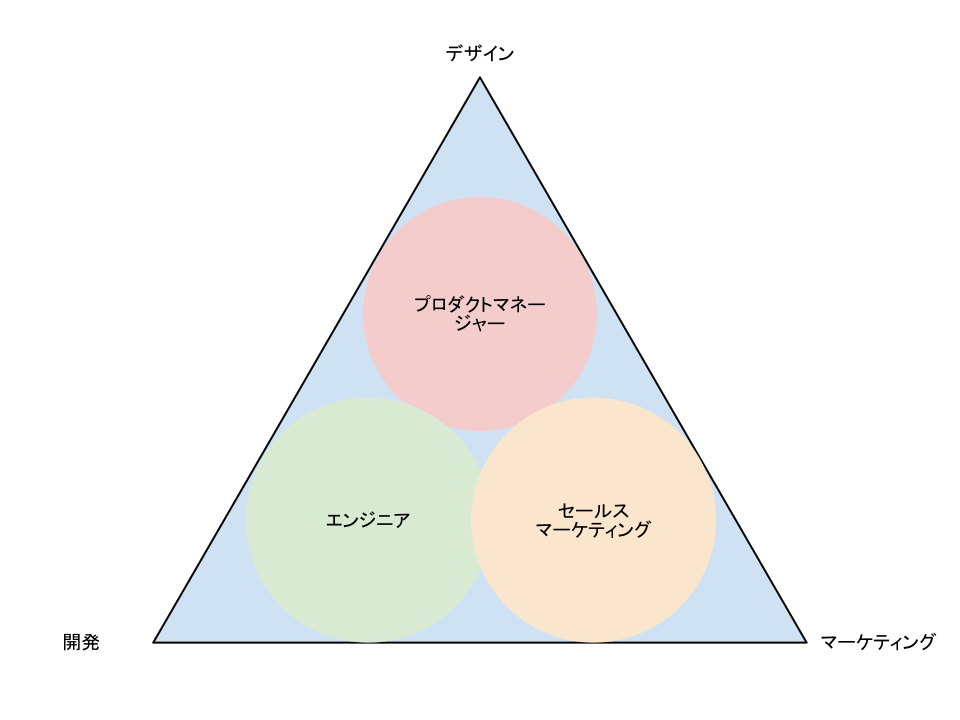 デザイン
プロダクトマネー
ジャー
エンジニア
セールス
マーケティング
開発
マーケティング